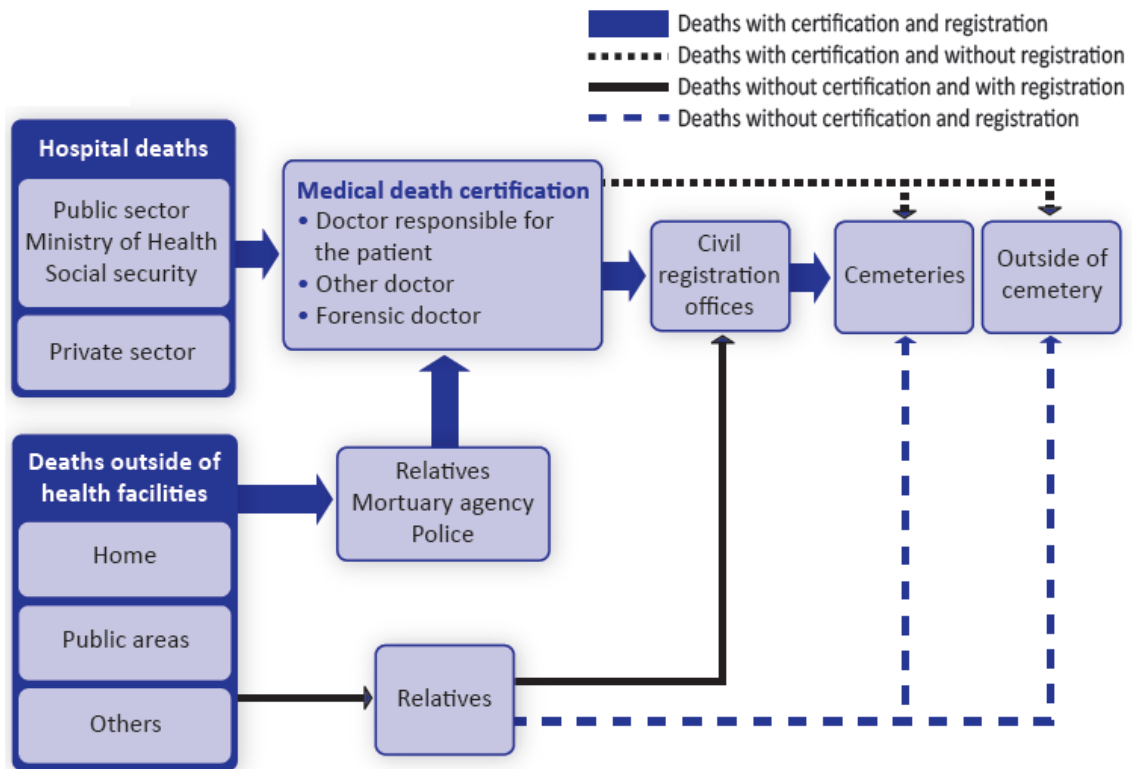 Deaths with certification and registration
Deaths with certification and without registration
Deaths without certification and with registration
Deaths without certification and registration
Hospital deaths
Public sector
Ministry of Health
Social security
Private sector
Medical death certification
• Doctor responsible for
the patient
• Other doctor
• Forensic doctor
Civil
registration
offices
Cemeteries
Outside of
cemetery
Deaths outside of
health facilities
Home
Public areas
Others
Relatives
Mortuary agency
Police
Relatives